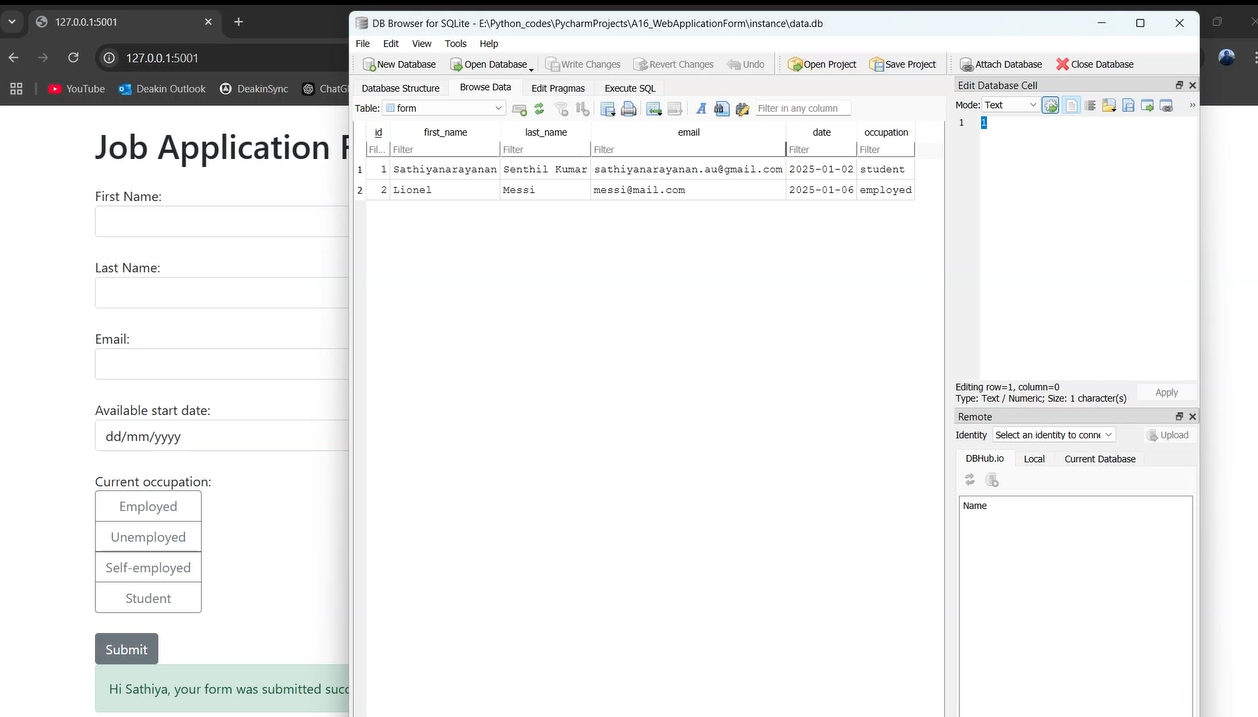 127.0.0.1:5001
127.0.0.1:5001
YouTube
Deakin Outlook
DeakinSync
ChatG
Job Application
First Name:
Last Name:
Email:
Available start date:
dd/mm/yyyy
Current occupation:
Employed
Unemployed
Self-employed
Student
Submit
Hi Sathiya, your form was submitted succ
DB Browser for SQLite - E:\Python_codes\PycharmProjects\A16_WebApplicationForm\instance\data.db
File Edit View Tools Help
New Database Open Database Write Changes Revert Changes Undo Open Project Save Project Attach Database Close Database
Database Structure Browse Data Edit Pragmas Execute SQL
Table: form Filter in any column
id first_name last_name email date occupation
Fil... Filter Filter Filter Filter Filter
1 1 Sathiyanarayanan Senthil Kumar sathiyanarayanan.au@gmail.com 2025-01-02 student
2 2 Lionel Messi messi@mail.com 2025-01-06 employed
Edit Database Cell
Mode: Text
1 1
Editing row=1, column=0
Type: Text / Numeric; Size: 1 character(s)
Apply
Remote
Identity Select an identity to conne Upload
DBHub.io Local Current Database
Name